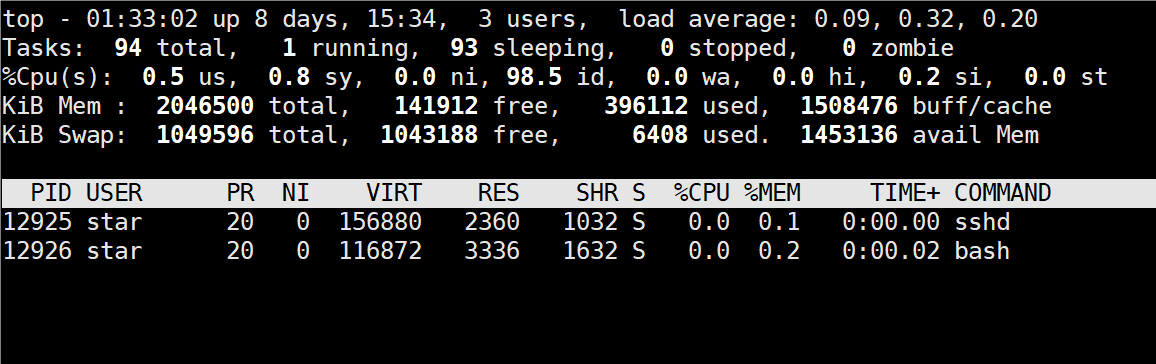 top - 01:33:02 up 8 days, 15:34,  3 users,  load average: 0.09, 0.32, 0.20
Tasks:  94 total,   1 running,  93 sleeping,   0 stopped,   0 zombie
%Cpu(s):  0.5 us,  0.8 sy,  0.0 ni, 98.5 id,  0.0 wa,  0.0 hi,  0.2 si,  0.0 st
KiB Mem :  2046500 total,   141912 free,   396112 used,  1508476 buff/cache
KiB Swap:  1049596 total,  1043188 free,     6408 used.  1453136 avail Mem
  PID USER      PR  NI    VIRT    RES    SHR S  %CPU %MEM     TIME+ COMMAND
12925 star      20   0  156880   2360   1032 S   0.0  0.1   0:00.00 sshd
12926 star      20   0  116872   3336   1632 S   0.0  0.2   0:00.02 bash